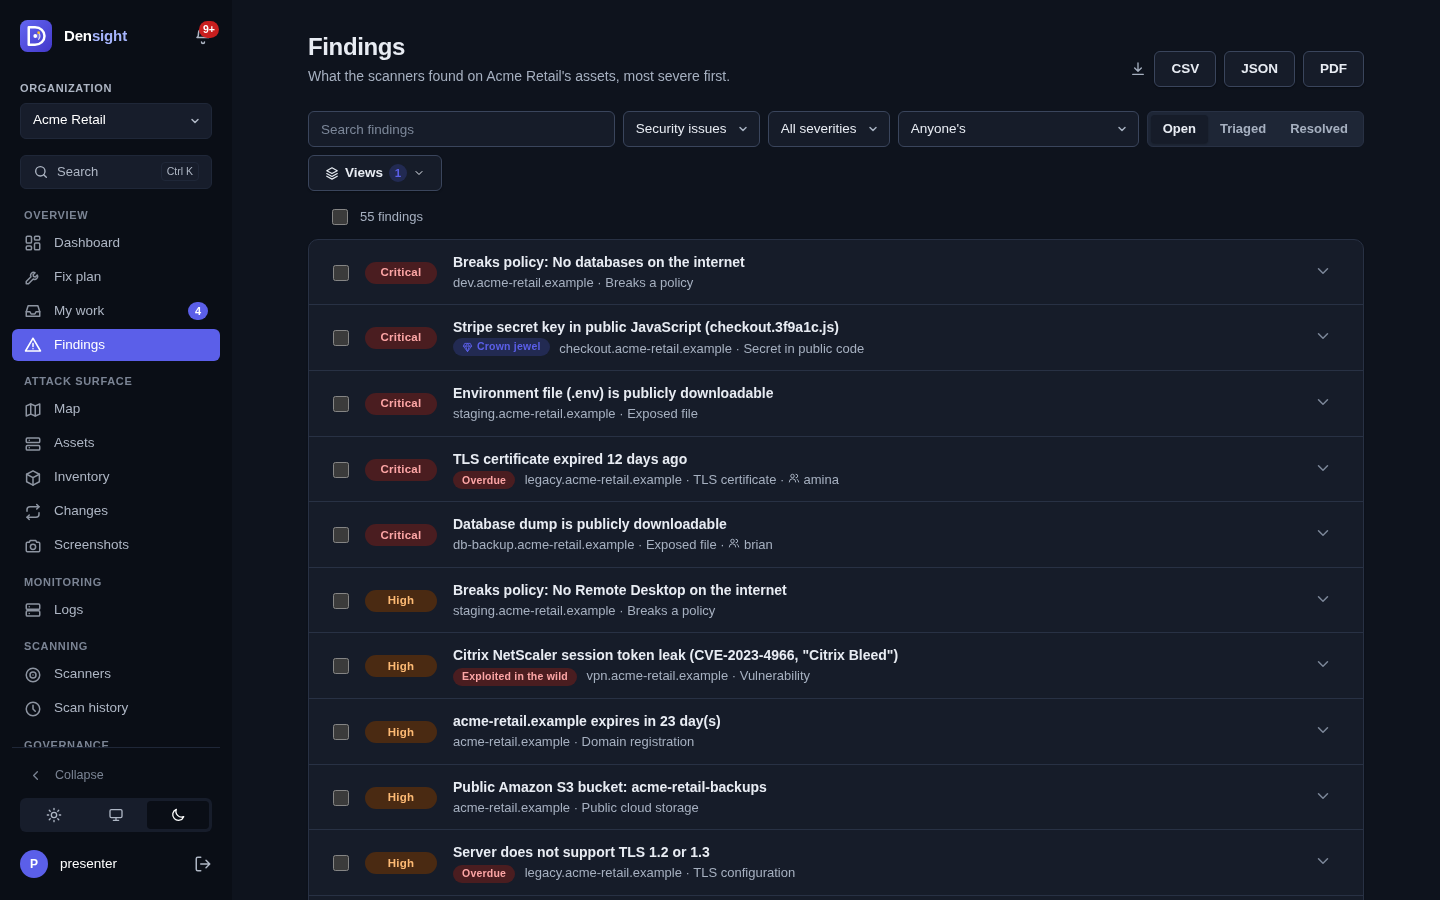 Densight
9+
ORGANIZATION
Acme Retail
Search Ctrl K
OVERVIEW
Dashboard
Fix plan
My work 4
Findings
ATTACK SURFACE
Map
Assets
Inventory
Changes
Screenshots
MONITORING
Logs
SCANNING
Scanners
Scan history
GOVERNANCE
Collapse
P presenter
Findings
What the scanners found on Acme Retail's assets, most severe first.
CSV JSON PDF
Search findings Security issues All severities Anyone's Open Triaged Resolved
Views 1
55 findings
Critical
Breaks policy: No databases on the internet
dev.acme-retail.example · Breaks a policy
Critical
Stripe secret key in public JavaScript (checkout.3f9a1c.js)
Crown jewel checkout.acme-retail.example · Secret in public code
Critical
Environment file (.env) is publicly downloadable
staging.acme-retail.example · Exposed file
Critical
TLS certificate expired 12 days ago
Overdue legacy.acme-retail.example · TLS certificate · amina
Critical
Database dump is publicly downloadable
db-backup.acme-retail.example · Exposed file · brian
High
Breaks policy: No Remote Desktop on the internet
staging.acme-retail.example · Breaks a policy
High
Citrix NetScaler session token leak (CVE-2023-4966, "Citrix Bleed")
Exploited in the wild vpn.acme-retail.example · Vulnerability
High
acme-retail.example expires in 23 day(s)
acme-retail.example · Domain registration
High
Public Amazon S3 bucket: acme-retail-backups
acme-retail.example · Public cloud storage
High
Server does not support TLS 1.2 or 1.3
Overdue legacy.acme-retail.example · TLS configuration